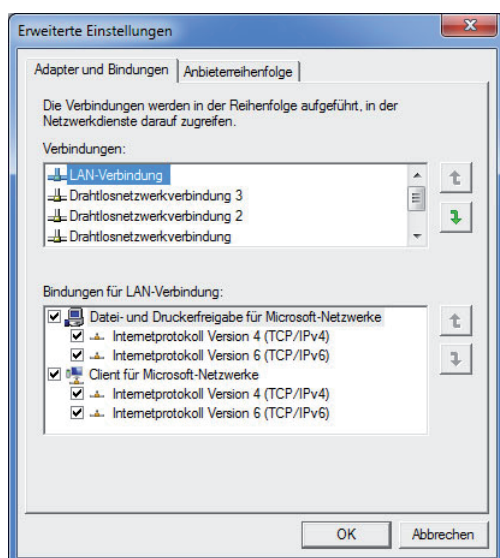 Erweiterte Einstellungen
Adapter und Bindungen
Anbieterreihenfolge
Die Verbindungen werden in der Reihenfolge aufgeführt, in der
Netzwerkdienste darauf zugreifen.
Verbindungen:
LAN-Verbindung
Drahtlosnetzwerkverbindung 3
Drahtlosnetzwerkverbindung 2
Drahtlosnetzwerkverbindung
Bindungen für LAN-Verbindung:
Datei- und Druckerfreigabe für Microsoft-Netzwerke
Internetprotokoll Version 4 (TCP/IPv4)
Internetprotokoll Version 6 (TCP/IPv6)
Client für Microsoft-Netzwerke
Internetprotokoll Version 4 (TCP/IPv4)
Internetprotokoll Version 6 (TCP/IPv6)
OK
Abbrechen